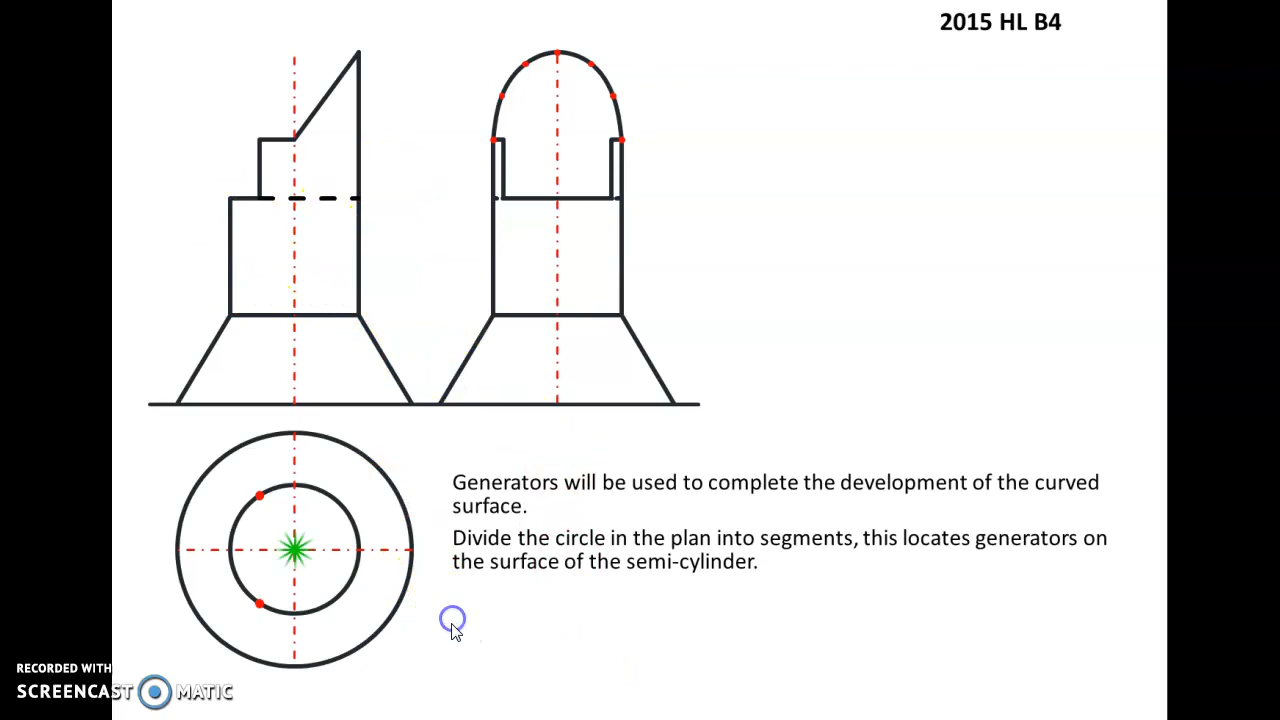 2015 HL B4
Generators will be used to complete the development of the curved
surface.
Divide the circle in the plan into segments, this locates generators on
the surface of the semi-cylinder.
RECORDED WITH
SCREENCAST MATIC